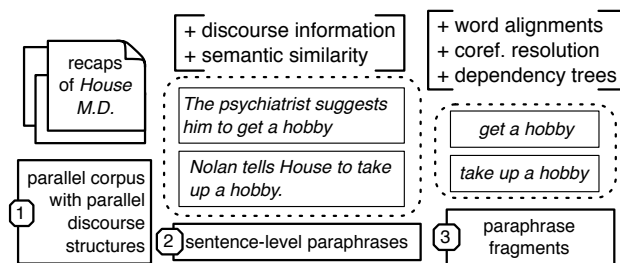 recaps
of House
M.D.
1
parallel corpus
with parallel
discourse
structures
+ discourse information
+ semantic similarity
The psychiatrist suggests
him to get a hobby
Nolan tells House to take
up a hobby.
2
sentence-level paraphrases
+ word alignments
+ coref. resolution
+ dependency trees
get a hobby
take up a hobby
3
paraphrase
fragments